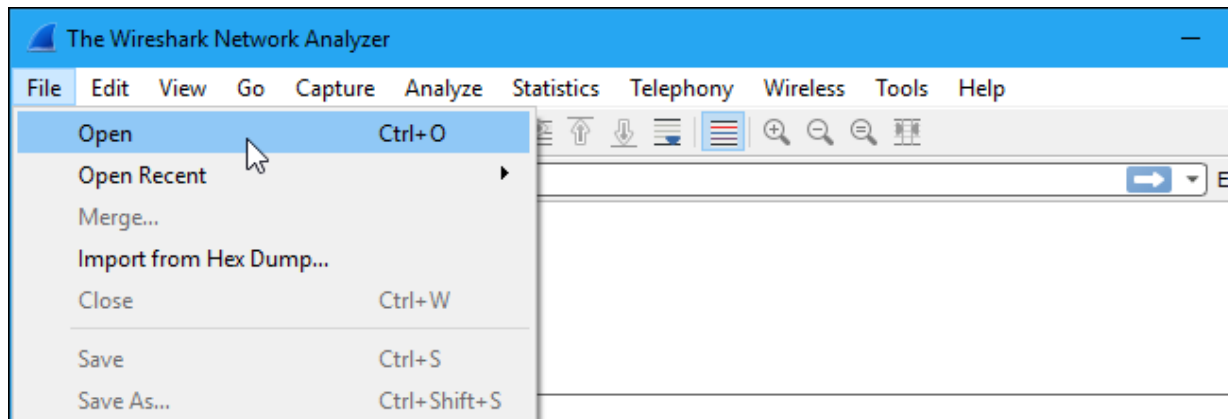 The Wireshark Network Analyzer
File Edit View Go Capture Analyze Statistics Telephony Wireless Tools Help
Open Ctrl+O
Open Recent
Merge...
Import from Hex Dump...
Close Ctrl+W
Save Ctrl+S
Save As... Ctrl+Shift+S